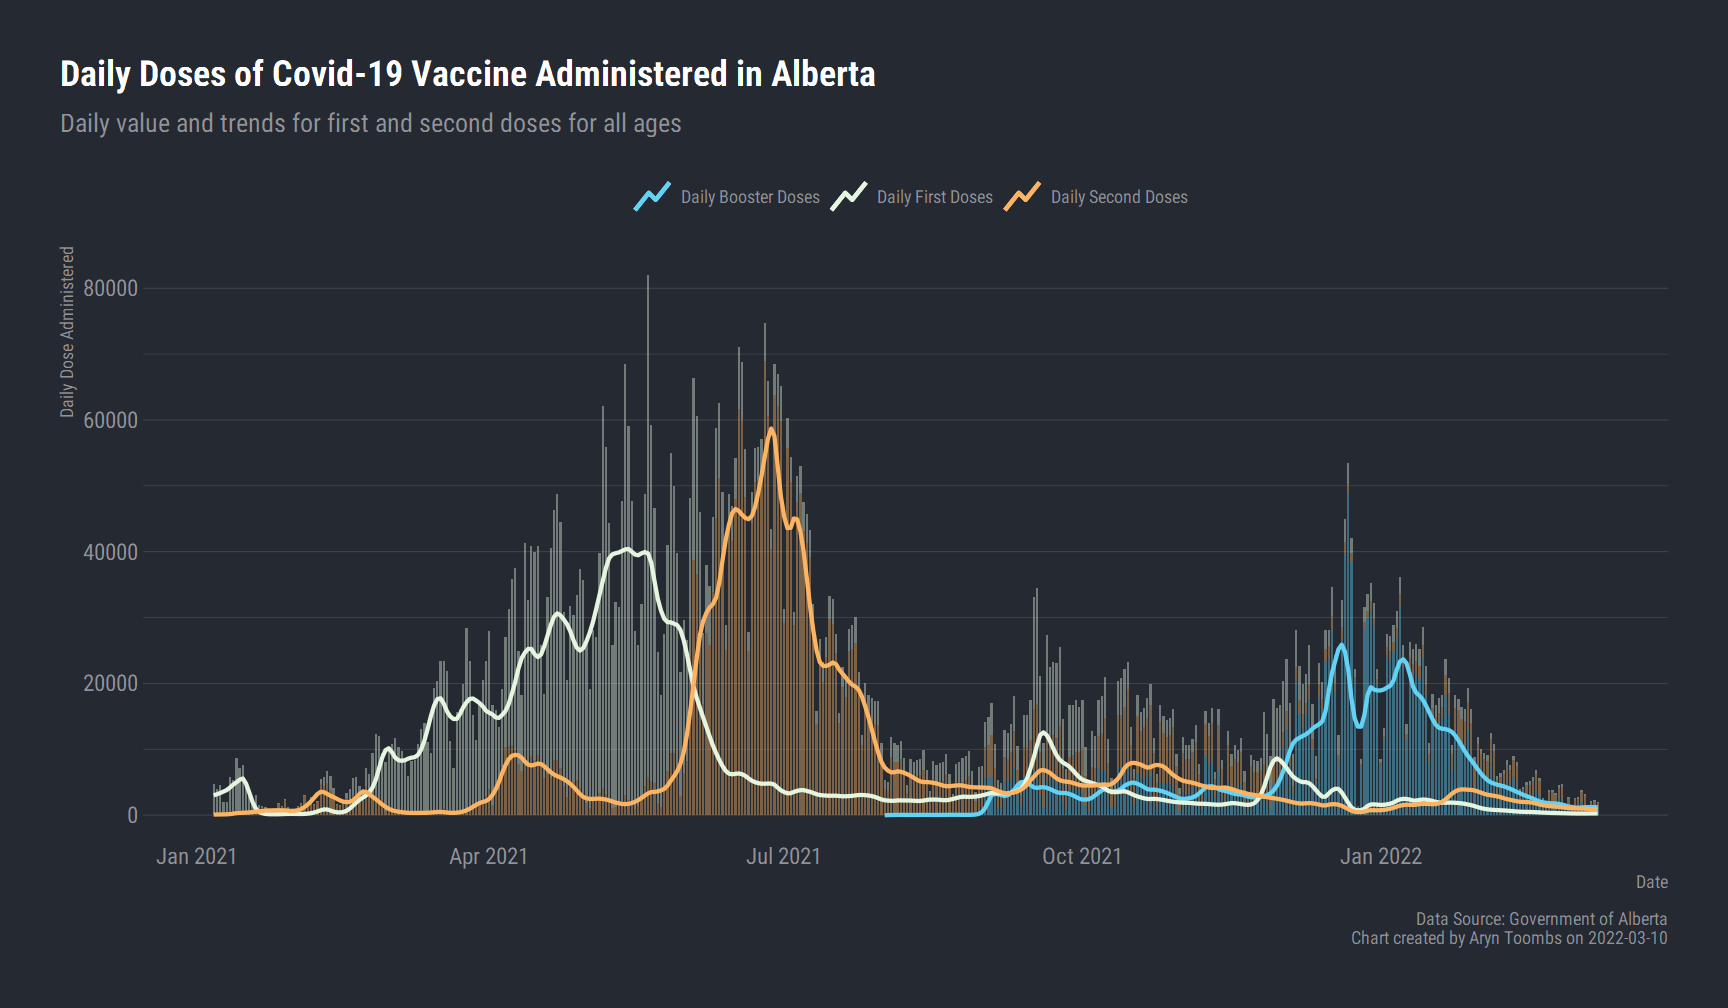 Daily Doses of Covid-19 Vaccine Administered in Alberta
Daily value and trends for first and second doses for all ages
Daily Booster Doses Daily First Doses Daily Second Doses
Daily Dose Administered
80000
60000
40000
20000
0
Jan 2021 Apr 2021 Jul 2021 Oct 2021 Jan 2022
Date
Data Source: Government of Alberta
Chart created by Aryn Toombs on 2022-03-10